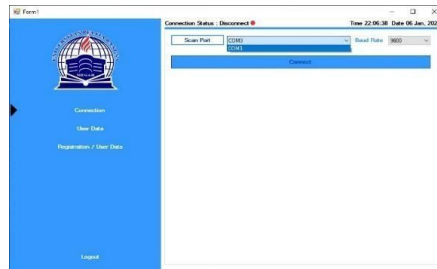 Form1
Connection Status : Disconnect
Time 22:06:38 Date 06 Jan, 202
Scan Port
COM3
Baud Rate
9600
COM3
Connect
Connection
User Data
Registration / User Data
Logout